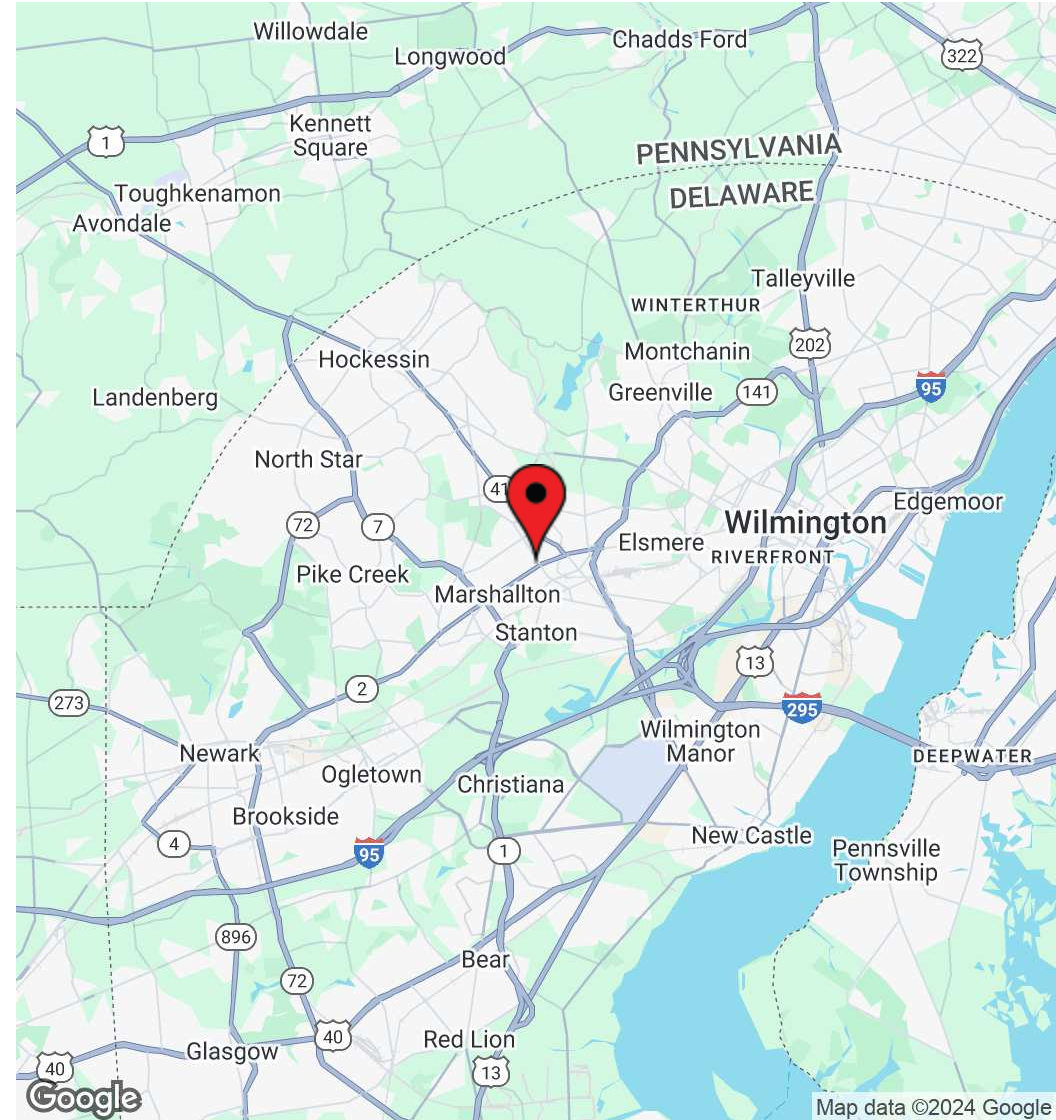 Willowdale
Longwood
Chadds Ford
322
1
Kennett
Square
PENNSYLVANIA
DELAWARE
Toughkenamon
Avondale
Talleyville
WINTERTHUR
202
Montchanin
Hockessin
Greenville
141
95
Landenberg
North Star
41
Edgemoor
72
7
Wilmington
Elsmere
RIVERFRONT
Pike Creek
Marshallton
Stanton
13
2
273
295
Wilmington
Manor
Newark
DEEPWATER
Ogletown
Christiana
Brookside
New Castle
4
95
1
Pennsville
Township
896
Bear
72
40
Red Lion
Glasgow
40
13
Google
Map data ©2024 Google